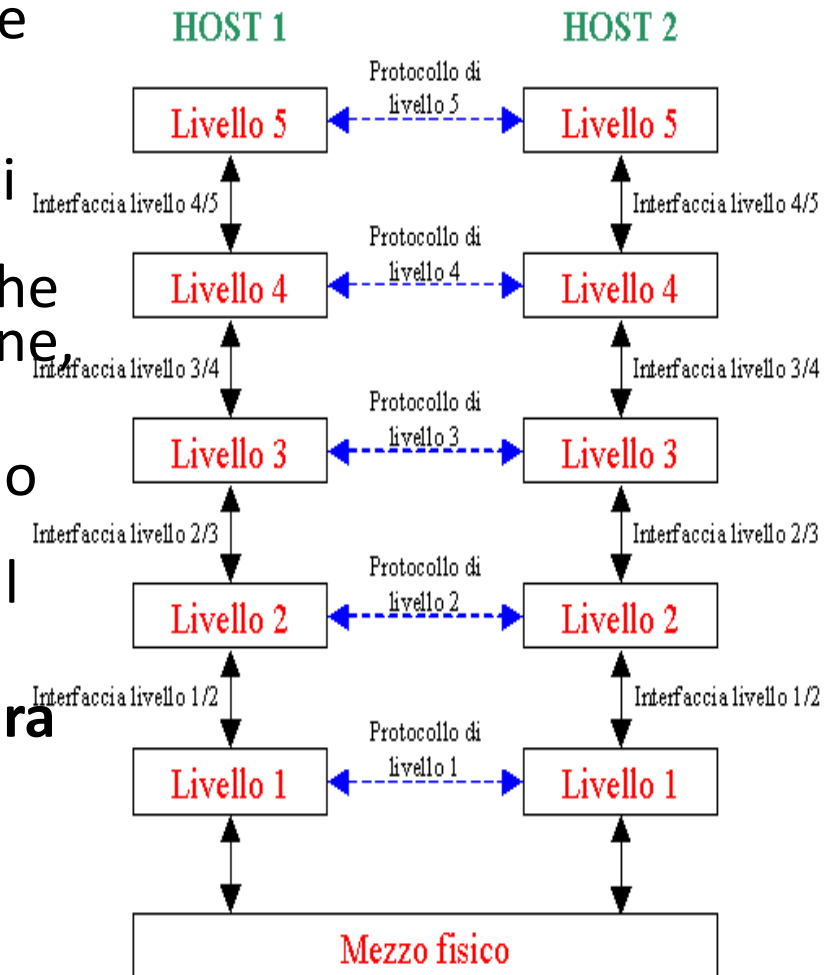 e
HOST 1 HOST 2
Protocollo di
livello 5
Livello 5 Livello 5
i
Interfaccia livello 4/5 Interfaccia livello 4/5
Protocollo di
livello 4
Livello 4 Livello 4
he
ne,
Interfaccia livello 3/4 Interfaccia livello 3/4
Protocollo di
livello 3
Livello 3 Livello 3
o
Interfaccia livello 2/3 Interfaccia livello 2/3
Protocollo di
livello 2
l
Livello 2 Livello 2
Interfaccia livello 1/2 Interfaccia livello 1/2
ra
Protocollo di
livello 1
Livello 1 Livello 1
Mezzo fisico